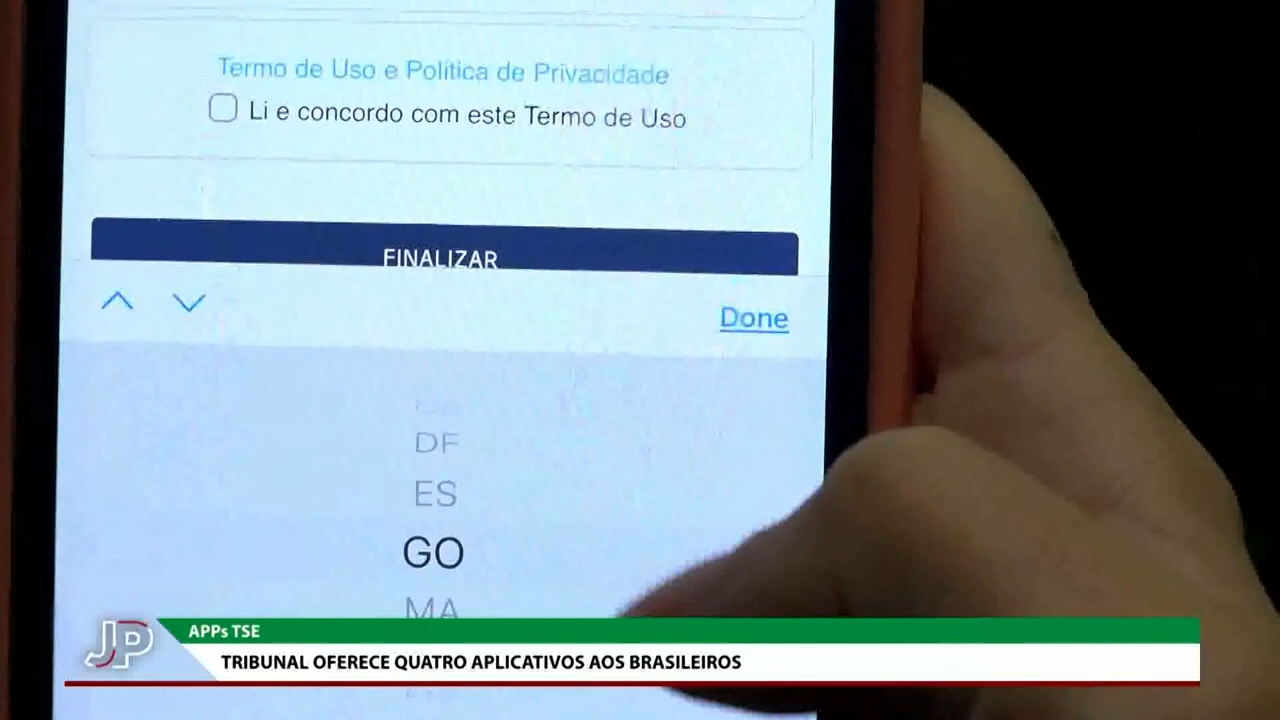 Termo de Uso e Política de Privacidade
Li e concordo com este Termo de Uso
FINALIZAR
Done
DF
ES
GO
MA
JP
APPs TSE
TRIBUNAL OFERECE QUATRO APLICATIVOS AOS BRASILEIROS